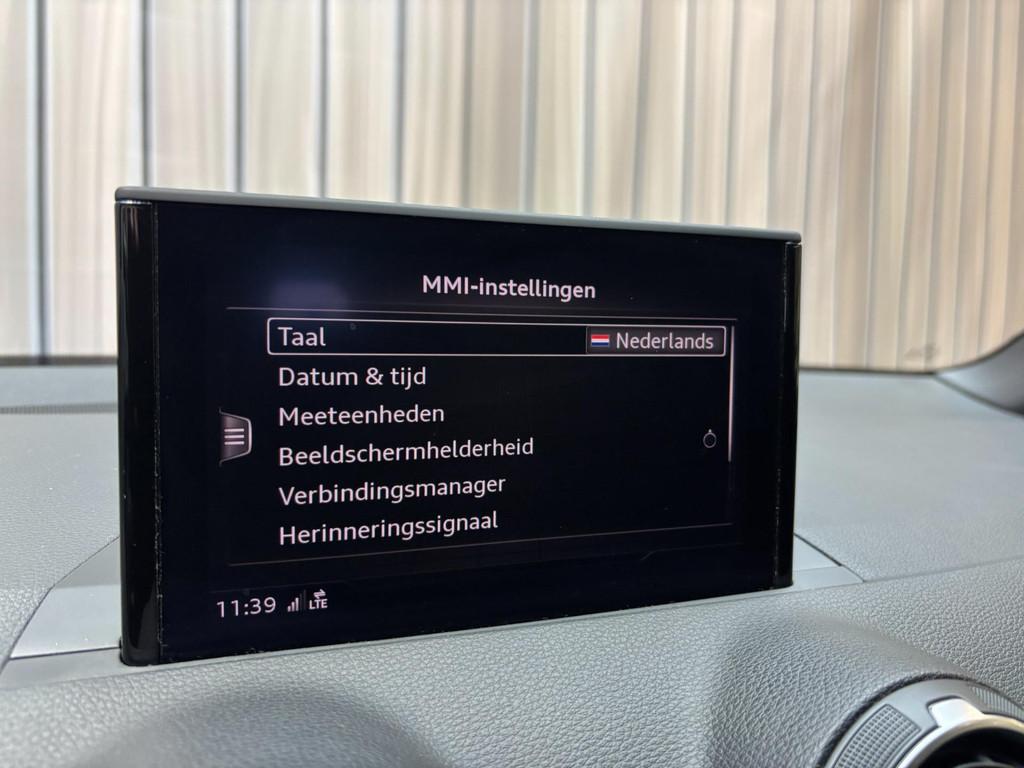 MMI-instellingen
Taal Nederlands
Datum & tijd
Meeteenheden
Beeldschermhelderheid
Verbindingsmanager
Herinneringssignaal
11:39 LTE